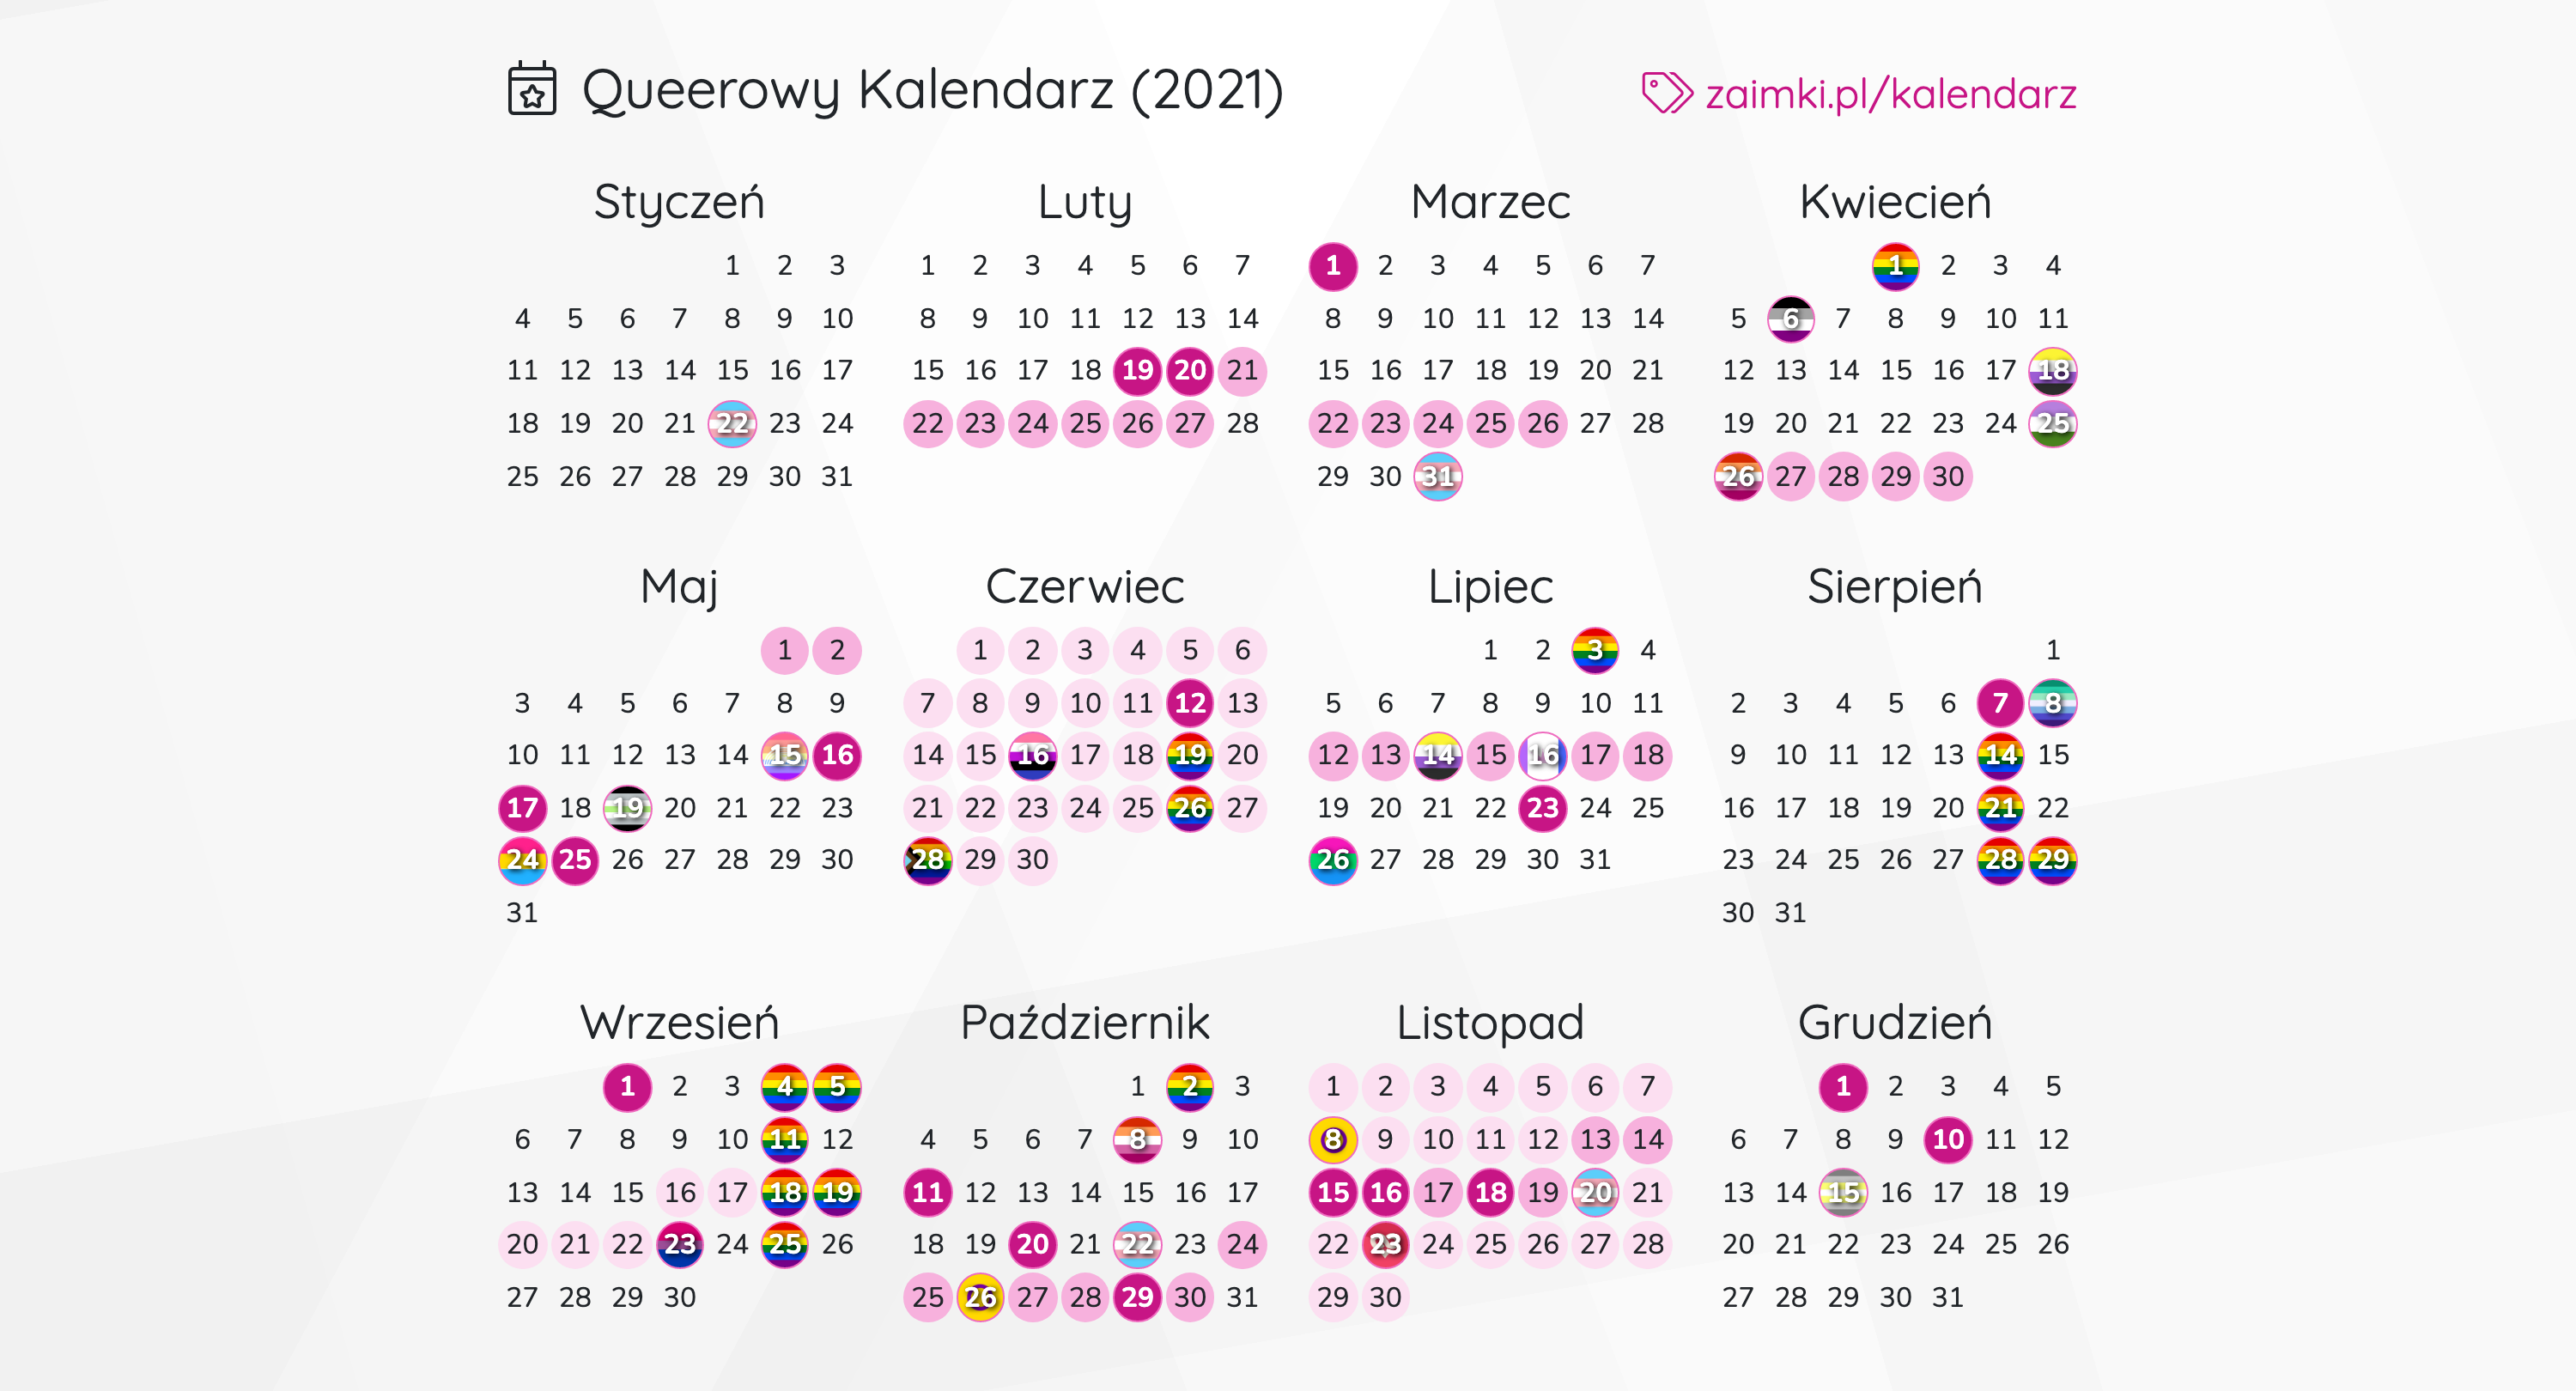 Queerowy Kalendarz (2021)
zaimki.pl/kalendarz
Styczeń
1 2 3
4 5 6 7 8 9 10
11 12 13 14 15 16 17
18 19 20 21 22 23 24
25 26 27 28 29 30 31
Luty
1 2 3 4 5 6 7
8 9 10 11 12 13 14
15 16 17 18 19 20 21
22 23 24 25 26 27 28
Marzec
1 2 3 4 5 6 7
8 9 10 11 12 13 14
15 16 17 18 19 20 21
22 23 24 25 26 27 28
29 30 31
Kwiecień
1 2 3 4
5 6 7 8 9 10 11
12 13 14 15 16 17 18
19 20 21 22 23 24 25
26 27 28 29 30
Maj
1 2
3 4 5 6 7 8 9
10 11 12 13 14 15 16
17 18 19 20 21 22 23
24 25 26 27 28 29 30
31
Czerwiec
1 2 3 4 5 6
7 8 9 10 11 12 13
14 15 16 17 18 19 20
21 22 23 24 25 26 27
28 29 30
Lipiec
1 2 3 4
5 6 7 8 9 10 11
12 13 14 15 16 17 18
19 20 21 22 23 24 25
26 27 28 29 30 31
Sierpień
1
2 3 4 5 6 7 8
9 10 11 12 13 14 15
16 17 18 19 20 21 22
23 24 25 26 27 28 29
30 31
Wrzesień
1 2 3 4 5
6 7 8 9 10 11 12
13 14 15 16 17 18 19
20 21 22 23 24 25 26
27 28 29 30
Październik
1 2 3
4 5 6 7 8 9 10
11 12 13 14 15 16 17
18 19 20 21 22 23 24
25 26 27 28 29 30 31
Listopad
1 2 3 4 5 6 7
8 9 10 11 12 13 14
15 16 17 18 19 20 21
22 23 24 25 26 27 28
29 30
Grudzień
1 2 3 4 5
6 7 8 9 10 11 12
13 14 15 16 17 18 19
20 21 22 23 24 25 26
27 28 29 30 31